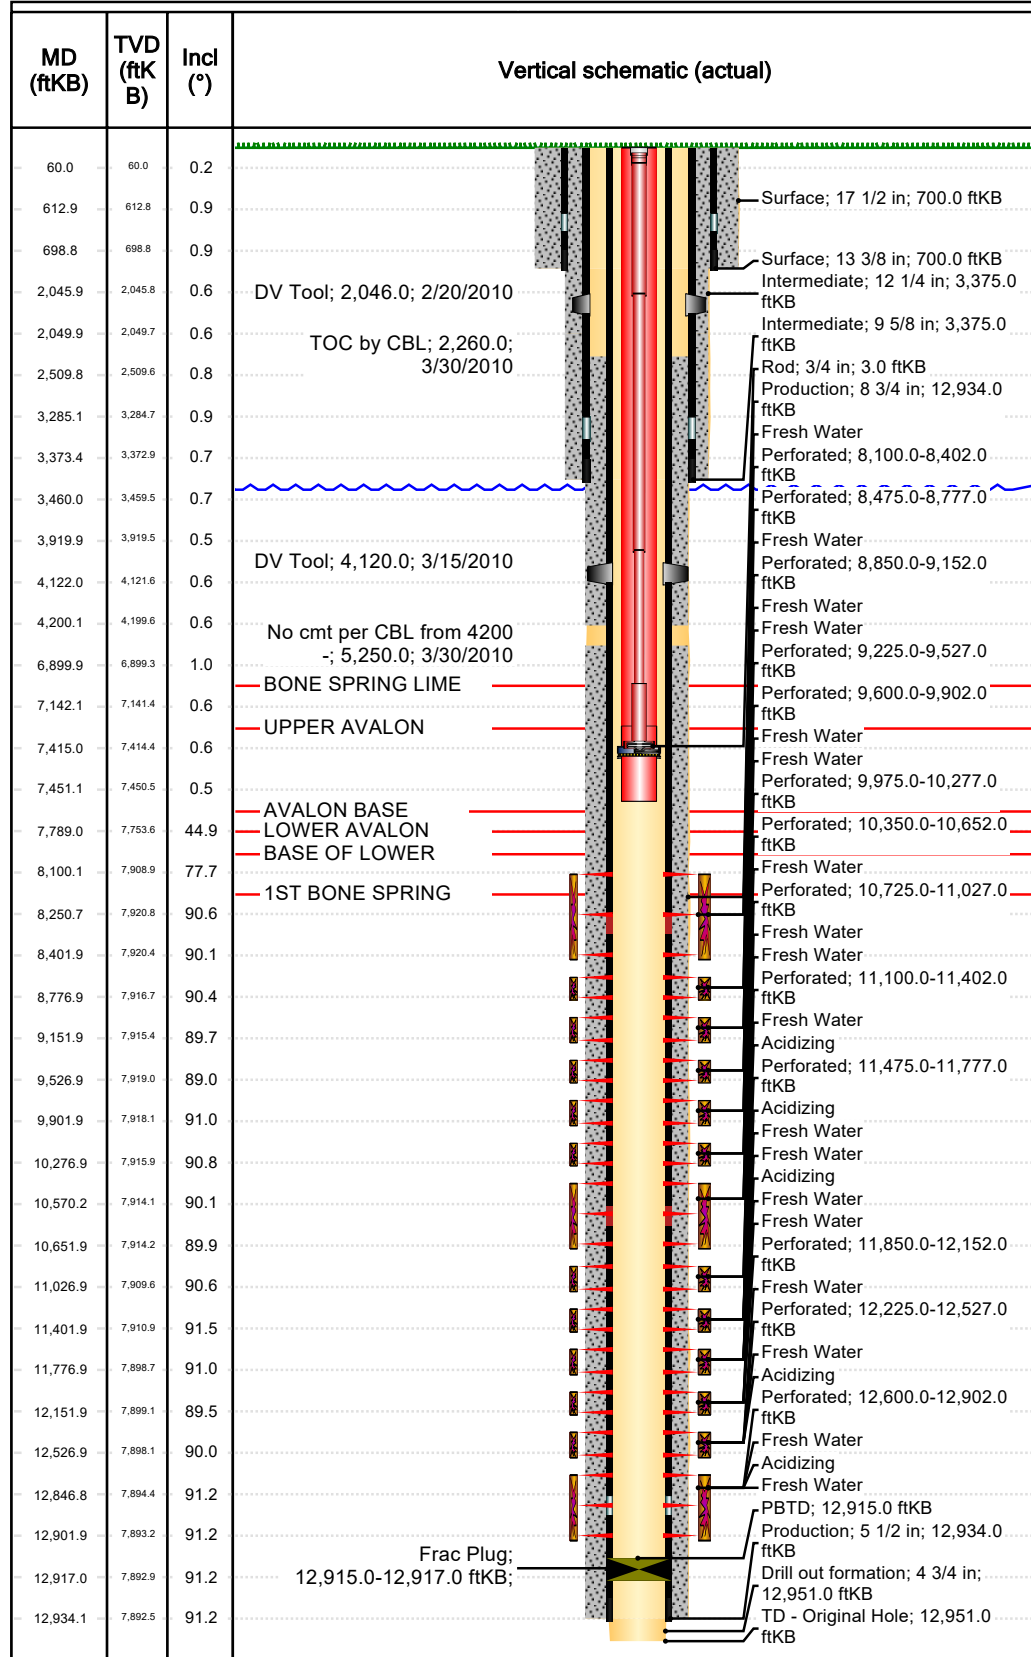 MD
(ftKB)
TVD
(ftK
B)
Incl
(°)
Vertical schematic (actual)
60.0 60.0 0.2
612.9 612.8 0.9
698.8 698.8 0.9
2,045.9 2,045.8 0.6
2,049.9 2,049.7 0.6
2,509.8 2,509.6 0.8
3,285.1 3,284.7 0.9
3,373.4 3,372.9 0.7
3,460.0 3,459.5 0.7
3,919.9 3,919.5 0.5
4,122.0 4,121.6 0.6
4,200.1 4,199.6 0.6
6,899.9 6,899.3 1.0
7,142.1 7,141.4 0.6
7,415.0 7,414.4 0.6
7,451.1 7,450.5 0.5
7,789.0 7,753.6 44.9
8,100.1 7,908.9 77.7
8,250.7 7,920.8 90.6
8,401.9 7,920.4 90.1
8,776.9 7,916.7 90.4
9,151.9 7,915.4 89.7
9,526.9 7,919.0 89.0
9,901.9 7,918.1 91.0
10,276.9 7,915.9 90.8
10,570.2 7,914.1 90.1
10,651.9 7,914.2 89.9
11,026.9 7,909.6 90.6
11,401.9 7,910.9 91.5
11,776.9 7,898.7 91.0
12,151.9 7,899.1 89.5
12,526.9 7,898.1 90.0
12,846.8 7,894.4 91.2
12,901.9 7,893.2 91.2
12,917.0 7,892.9 91.2
12,934.1 7,892.5 91.2
DV Tool; 2,046.0; 2/20/2010
TOC by CBL; 2,260.0;
3/30/2010
DV Tool; 4,120.0; 3/15/2010
No cmt per CBL from 4200
-; 5,250.0; 3/30/2010
BONE SPRING LIME
UPPER AVALON
AVALON BASE
LOWER AVALON
BASE OF LOWER
1ST BONE SPRING
Frac Plug;
12,915.0-12,917.0 ftKB;
Surface; 17 1/2 in; 700.0 ftKB
Surface; 13 3/8 in; 700.0 ftKB
Intermediate; 12 1/4 in; 3,375.0
ftKB
Intermediate; 9 5/8 in; 3,375.0
ftKB
Rod; 3/4 in; 3.0 ftKB
Production; 8 3/4 in; 12,934.0
ftKB
Fresh Water
Perforated; 8,100.0-8,402.0
ftKB
Perforated; 8,475.0-8,777.0
ftKB
Fresh Water
Perforated; 8,850.0-9,152.0
ftKB
Fresh Water
Fresh Water
Perforated; 9,225.0-9,527.0
ftKB
Perforated; 9,600.0-9,902.0
ftKB
Fresh Water
Fresh Water
Perforated; 9,975.0-10,277.0
ftKB
Perforated; 10,350.0-10,652.0
ftKB
Fresh Water
Perforated; 10,725.0-11,027.0
ftKB
Fresh Water
Fresh Water
Perforated; 11,100.0-11,402.0
ftKB
Fresh Water
Acidizing
Perforated; 11,475.0-11,777.0
ftKB
Acidizing
Fresh Water
Fresh Water
Acidizing
Fresh Water
Fresh Water
Perforated; 11,850.0-12,152.0
ftKB
Fresh Water
Perforated; 12,225.0-12,527.0
ftKB
Fresh Water
Acidizing
Perforated; 12,600.0-12,902.0
ftKB
Fresh Water
Acidizing
Fresh Water
PBTD; 12,915.0 ftKB
Production; 5 1/2 in; 12,934.0
ftKB
Drill out formation; 4 3/4 in;
12,951.0 ftKB
TD - Original Hole; 12,951.0
ftKB